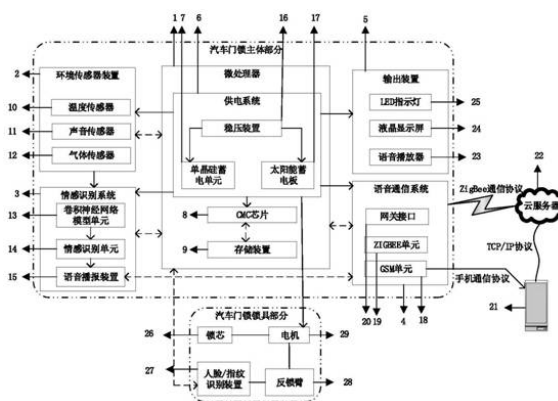 1 7 6 16 17 5
汽车门锁主体部分
2
环境传感器装置
10
温度传感器
11
声音传感器
12
气体传感器
3
情感识别系统
13
卷积神经网络
模型单元
14
情感识别单元
15
语音播报装置
微处理器
供电系统
稳压装置
单晶硅蓄
电单元
太阳能蓄
电板
8
CMC芯片
9
存储装置
输出装置
LED指示灯
25
液晶显示屏
24
语音播放器
23
语音通信系统
网关接口
ZIGBEE单元
GSM单元
20 19 4 18
ZigBee通信协议
22
云服务器
TCP/IP协议
手机通信协议
21
汽车门锁锁具部分
26
锁芯
电机
29
27
人脸/指纹
识别装置
反锁臂
28